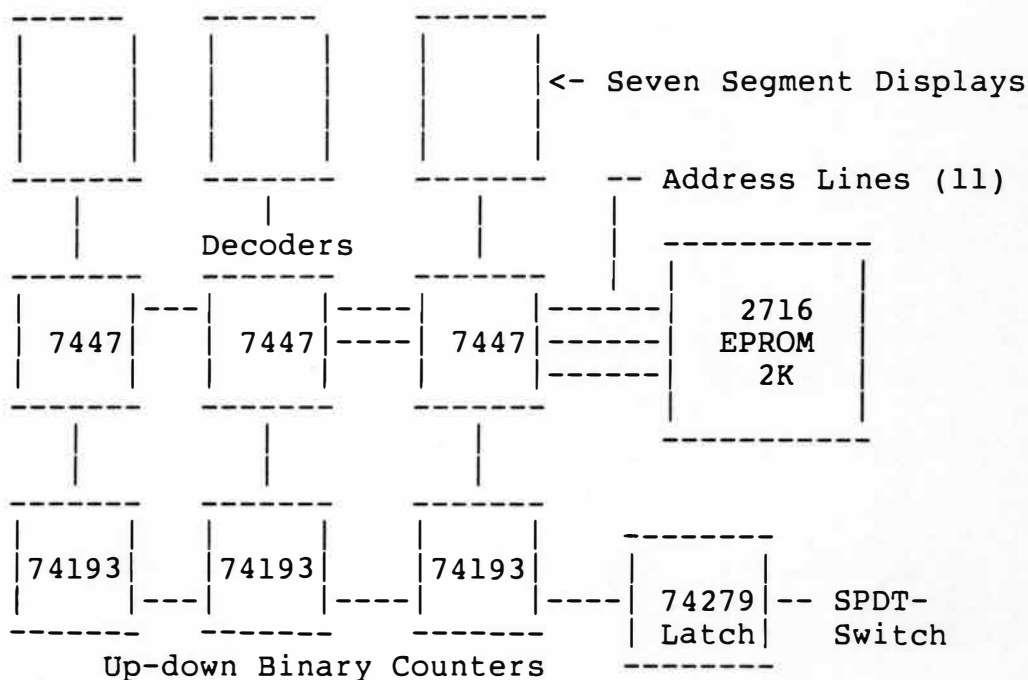 <- Seven Segment Displays
-- Address Lines (11)
Decoders
7447 7447 7447 2716
EPROM
2K
74193 74193 74193
74279 -- SPDT-
Latch Switch
Up-down Binary Counters